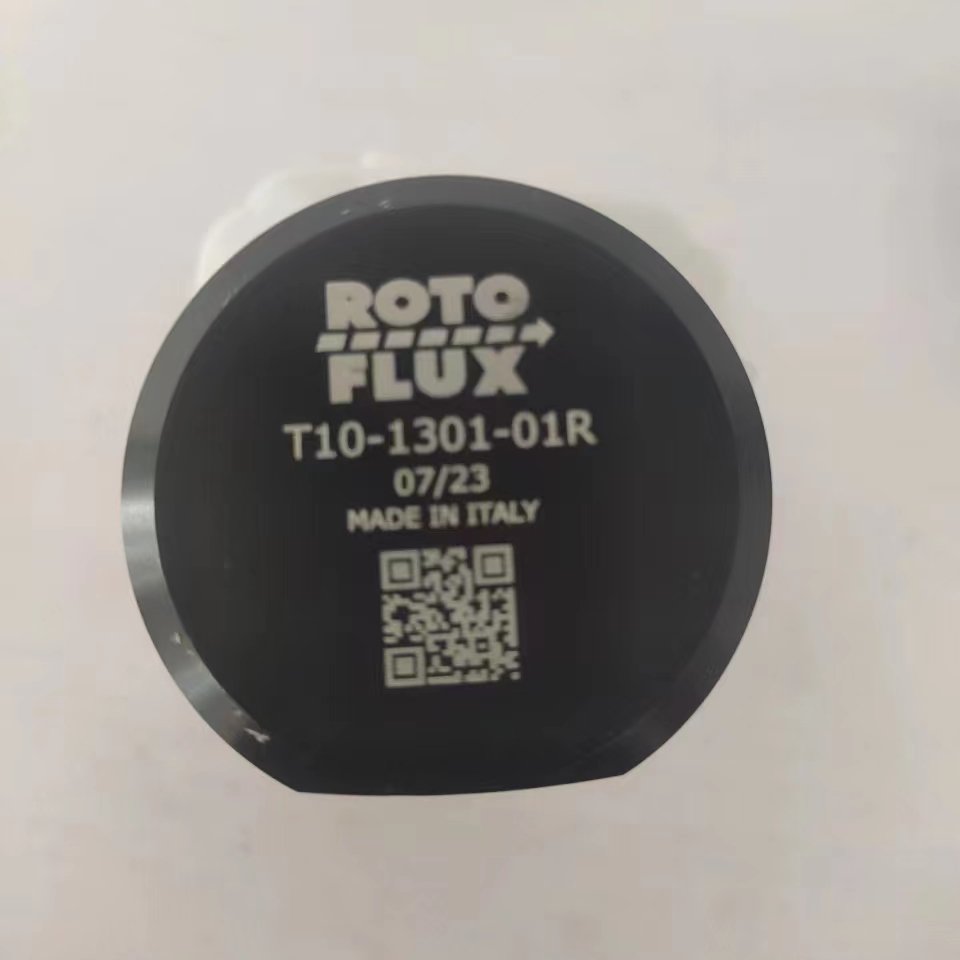 ROTO
FLUX
T10-1301-01R
07/23
MADE IN ITALY